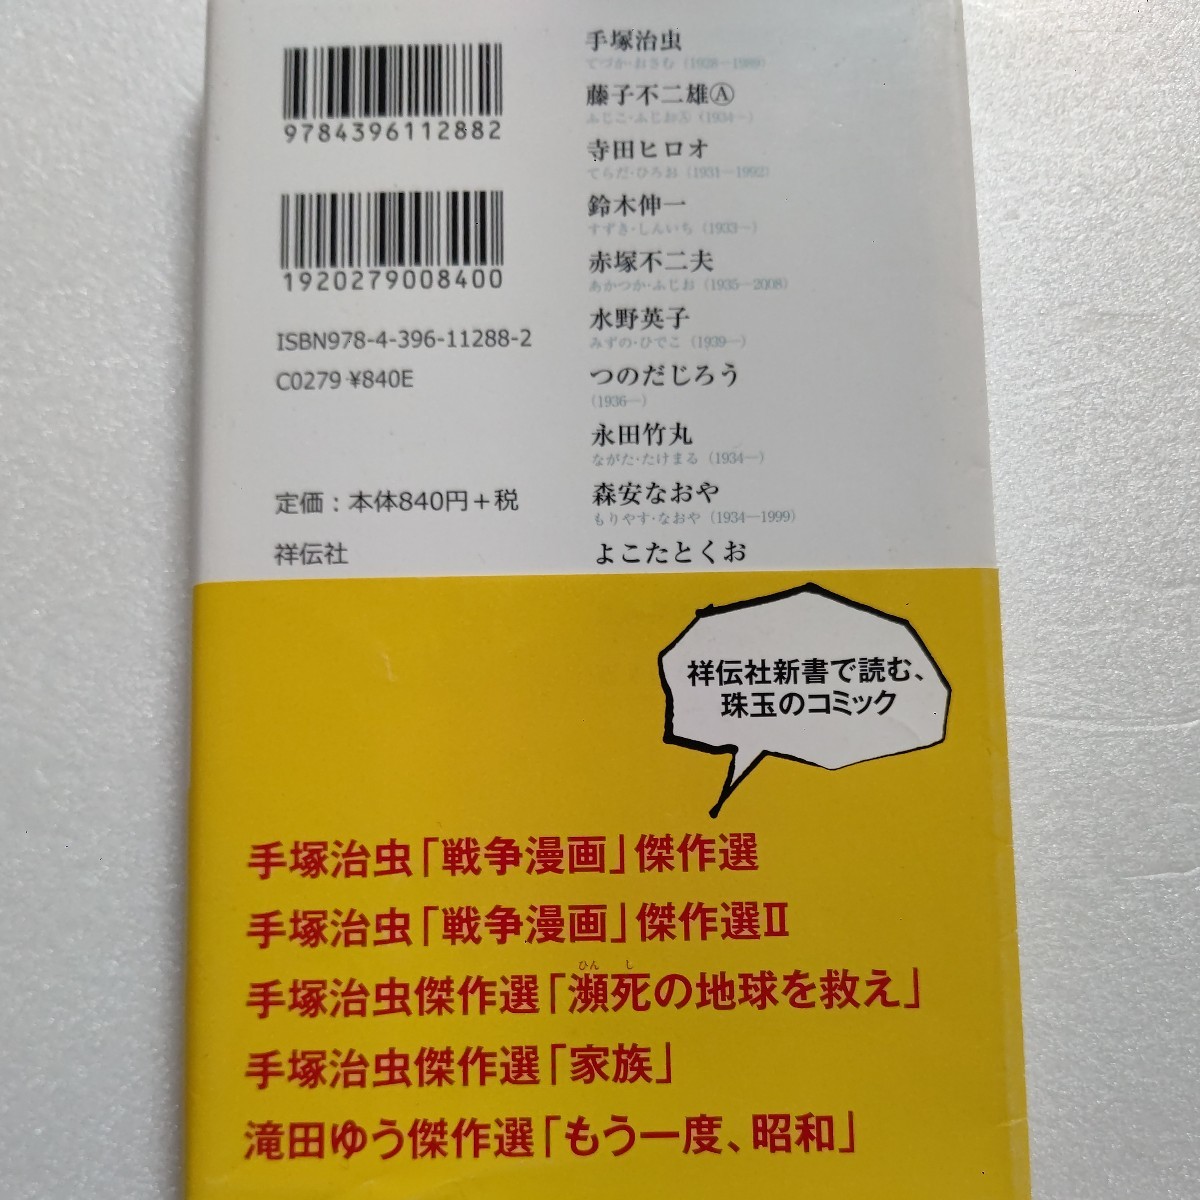 9784396112882
1920279008400
ISBN978-4-396-11288-2
C0279 ¥840E
定価：本体840円＋税
祥伝社
手塚治虫
てづか・おさむ（1928―1989）
藤子不二雄Ⓐ
ふじこ・ふじおA（1934―）
寺田ヒロオ
てらだ・ひろお（1931―1992）
鈴木伸一
すずき・しんいち（1933―）
赤塚不二夫
あかつか・ふじお（1935―2008）
水野英子
みずの・ひでこ（1939―）
つのだじろう
（1936―）
永田竹丸
ながた・たけまる（1934―）
森安なおや
もりやす・なおや（1934―1999）
よこたとくお
祥伝社新書で読む、
珠玉のコミック
手塚治虫「戦争漫画」傑作選
手塚治虫「戦争漫画」傑作選Ⅱ
ひん し
手塚治虫傑作選「瀕死の地球を救え」
手塚治虫傑作選「家族」
滝田ゆう傑作選「もう一度、昭和」